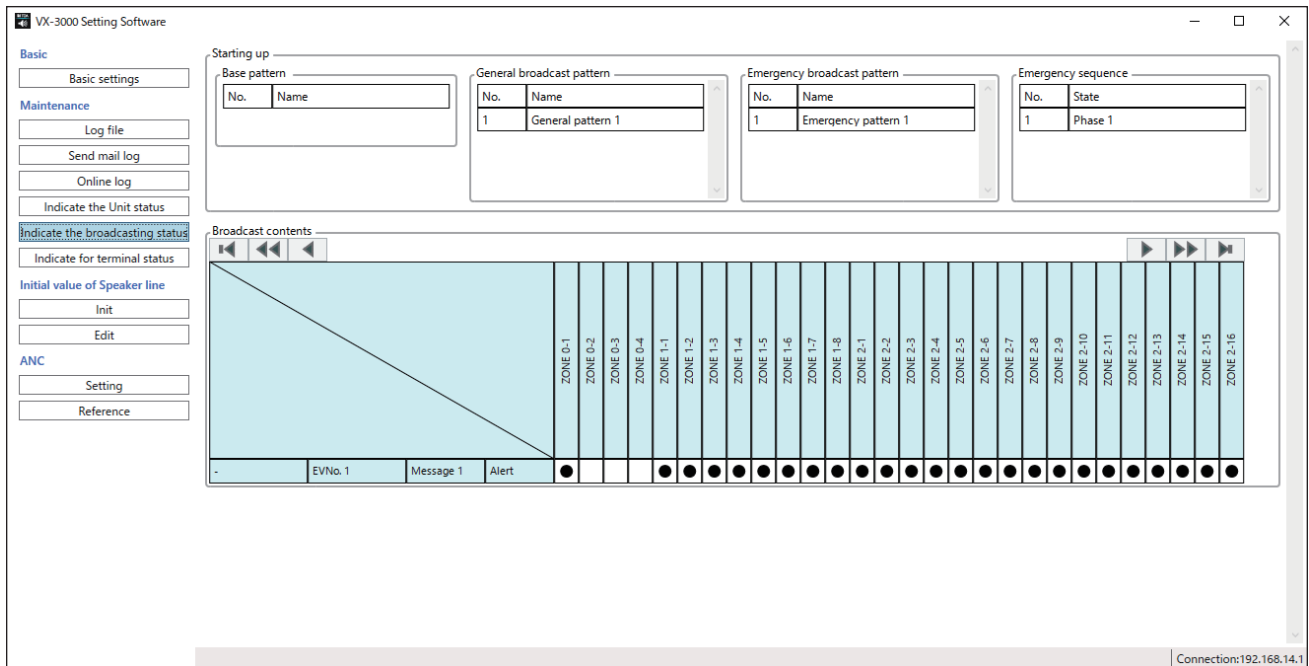 VX-3000 Setting Software
Basic
Basic settings
Maintenance
Log file
Send mail log
Online log
Indicate the Unit status
Indicate the broadcasting status
Indicate for terminal status
Initial value of Speaker line
Init
Edit
ANC
Setting
Reference
Starting up
Base pattern
No. Name
General broadcast pattern
No. Name
1 General pattern 1
Emergency broadcast pattern
No. Name
1 Emergency pattern 1
Emergency sequence
No. State
1 Phase 1
Broadcast contents
ZONE 0-1
ZONE 0-2
ZONE 0-3
ZONE 0-4
ZONE 1-1
ZONE 1-2
ZONE 1-3
ZONE 1-4
ZONE 1-5
ZONE 1-6
ZONE 1-7
ZONE 1-8
ZONE 2-1
ZONE 2-2
ZONE 2-3
ZONE 2-4
ZONE 2-5
ZONE 2-6
ZONE 2-7
ZONE 2-8
ZONE 2-9
ZONE 2-10
ZONE 2-11
ZONE 2-12
ZONE 2-13
ZONE 2-14
ZONE 2-15
ZONE 2-16
- EVNo. 1 Message 1 Alert
Connection:192.168.14.1